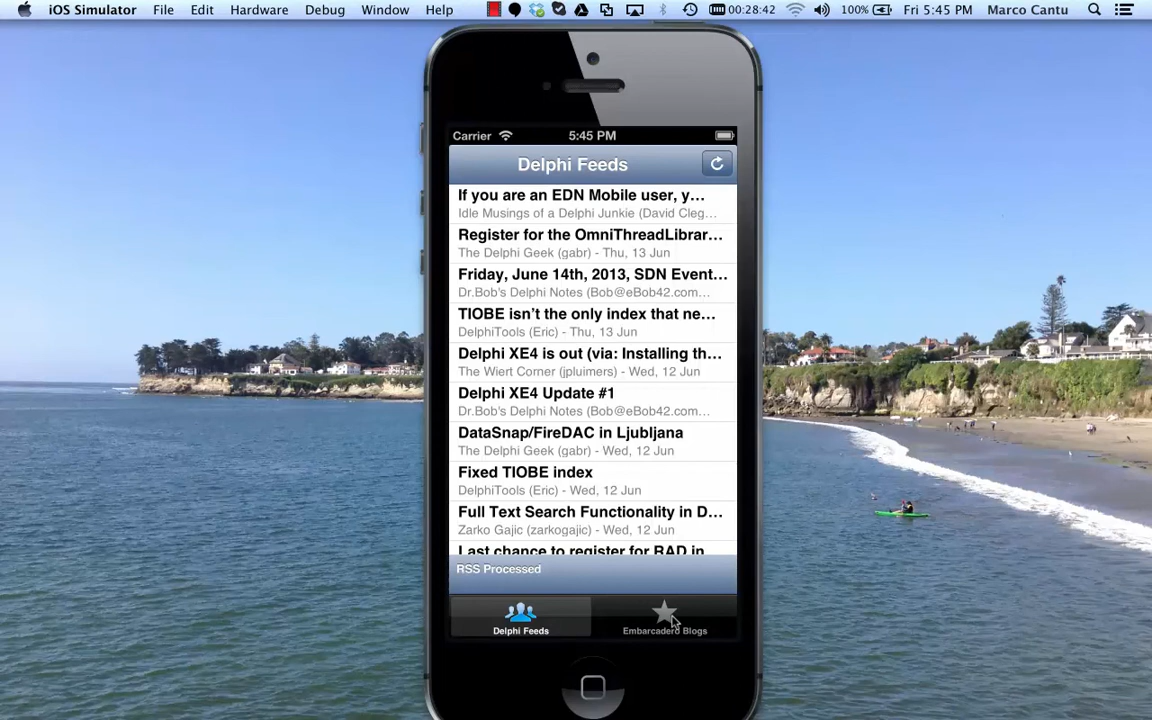 iOS Simulator File Edit Hardware Debug Window Help 00:28:42 100% Fri 5:45 PM Marco Cantu
Carrier 5:45 PM
Delphi Feeds
If you are an EDN Mobile user, y…
Idle Musings of a Delphi Junkie (David Cleg…
Register for the OmniThreadLibrar…
The Delphi Geek (gabr) - Thu, 13 Jun
Friday, June 14th, 2013, SDN Event…
Dr.Bob's Delphi Notes (Bob@eBob42.com…
TIOBE isn't the only index that ne…
DelphiTools (Eric) - Thu, 13 Jun
Delphi XE4 is out (via: Installing th…
The Wiert Corner (jpluimers) - Wed, 12 Jun
Delphi XE4 Update #1
Dr.Bob's Delphi Notes (Bob@eBob42.com…
DataSnap/FireDAC in Ljubljana
The Delphi Geek (gabr) - Wed, 12 Jun
Fixed TIOBE index
DelphiTools (Eric) - Wed, 12 Jun
Full Text Search Functionality in D…
Zarko Gajic (zarkogajic) - Wed, 12 Jun
Last chance to register for RAD in
RSS Processed
Delphi Feeds Embarcadero Blogs